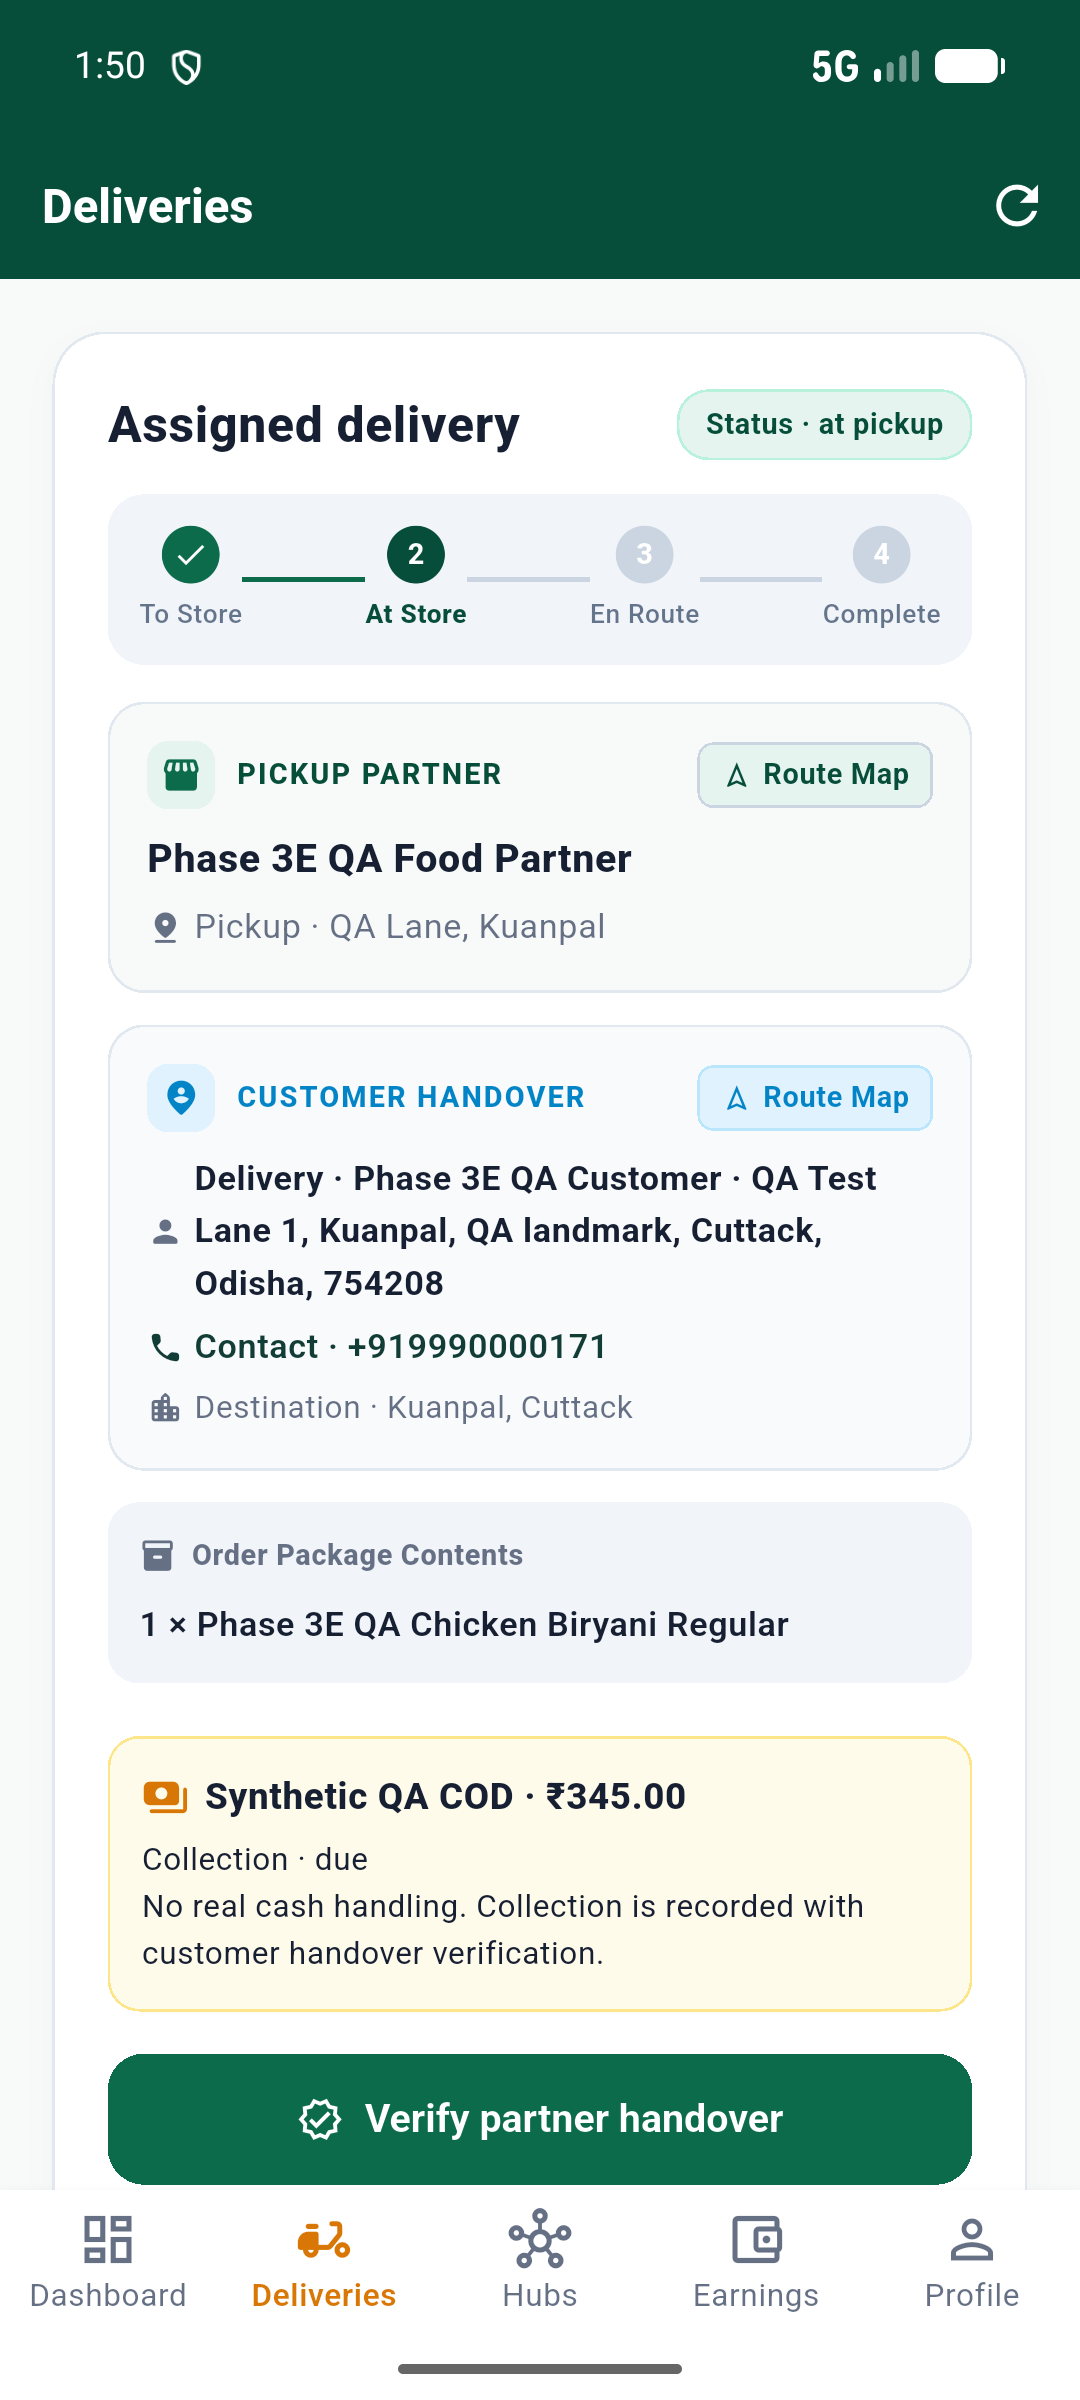 1:50
5G
Deliveries
Assigned delivery
Status · at pickup
2
3
4
To Store
At Store
En Route
Complete
PICKUP PARTNER
Route Map
Phase 3E QA Food Partner
Pickup · QA Lane, Kuanpal
CUSTOMER HANDOVER
Route Map
Delivery · Phase 3E QA Customer · QA Test
Lane 1, Kuanpal, QA landmark, Cuttack,
Odisha, 754208
Contact · +919990000171
Destination · Kuanpal, Cuttack
Order Package Contents
1 × Phase 3E QA Chicken Biryani Regular
Synthetic QA COD · ₹345.00
Collection · due
No real cash handling. Collection is recorded with
customer handover verification.
Verify partner handover
Dashboard
Deliveries
Hubs
Earnings
Profile